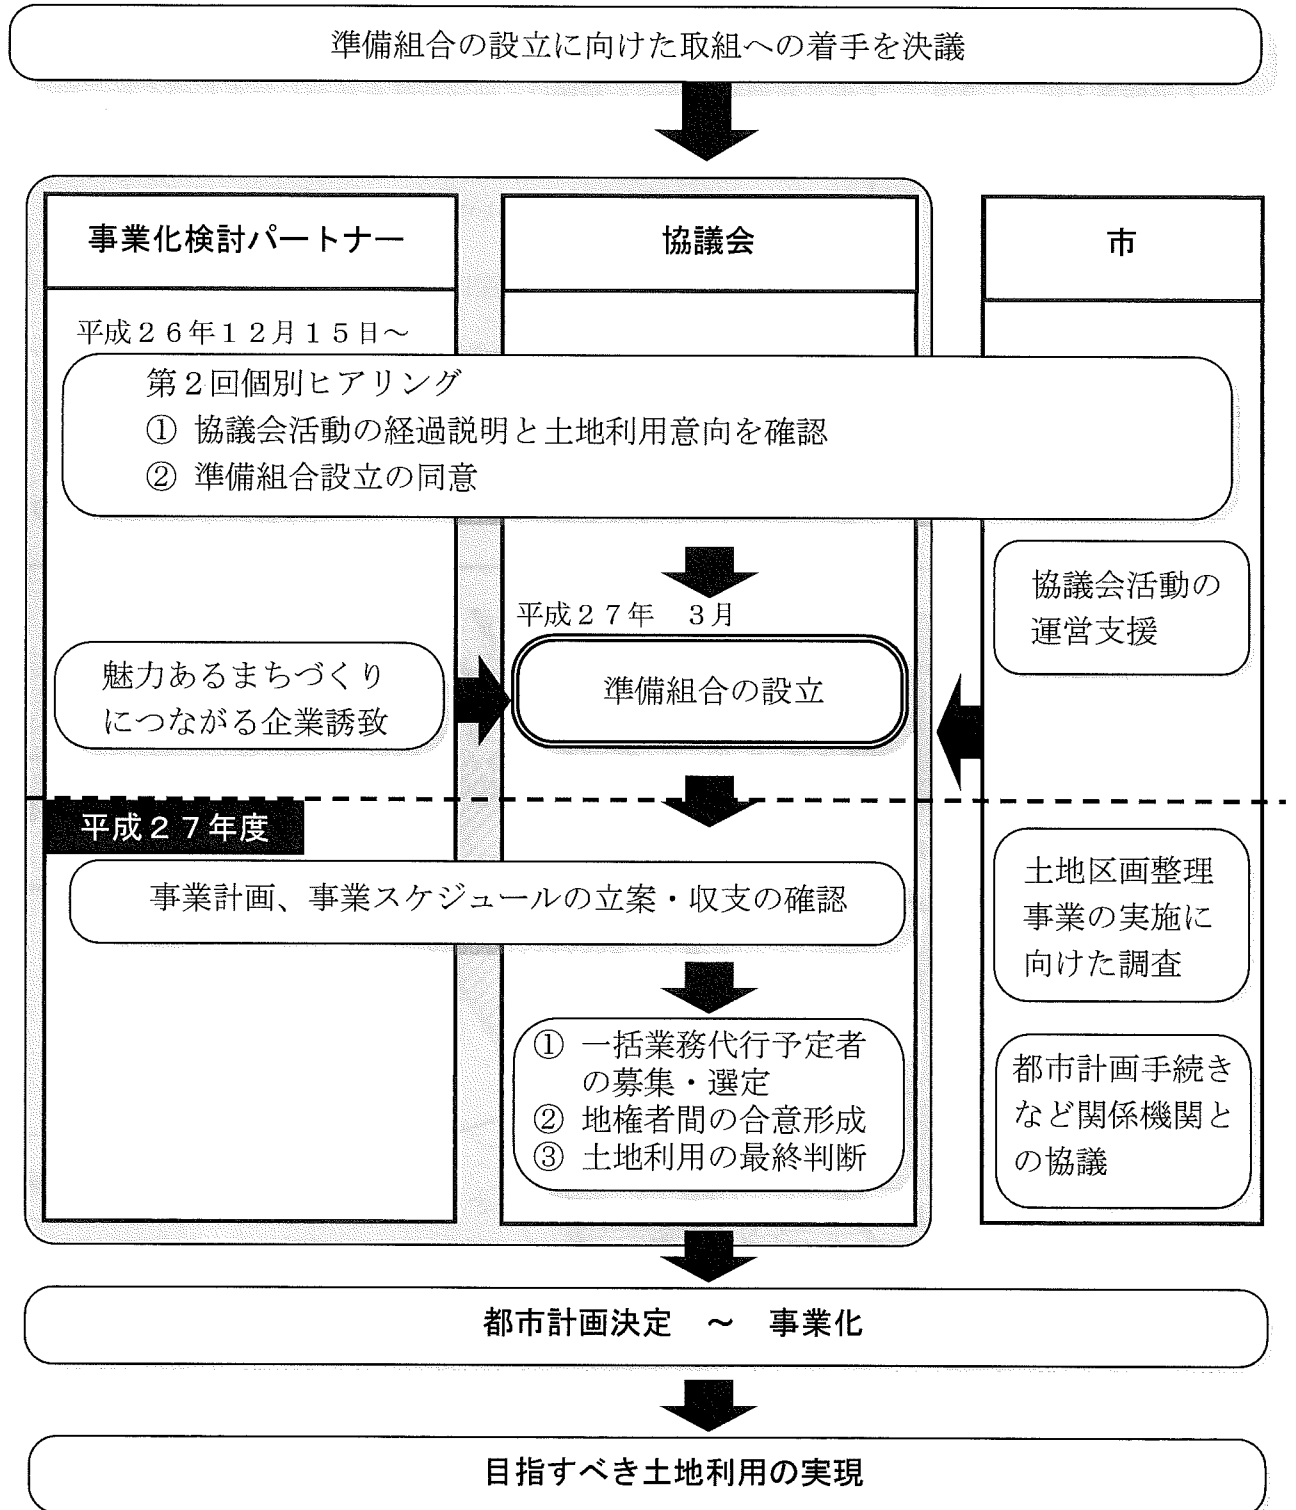 準備組合の設立に向けた取組への着手を決議
事業化検討パートナー
協議会
市
平成２６年１２月１５日～
第２回個別ヒアリング
① 協議会活動の経過説明と土地利用意向を確認
② 準備組合設立の同意
協議会活動の
運営支援
平成２７年　３月
魅力あるまちづくり
につながる企業誘致
準備組合の設立
平成２７年度
事業計画、事業スケジュールの立案・収支の確認
土地区画整理
事業の実施に
向けた調査
① 一括業務代行予定者
の募集・選定
② 地権者間の合意形成
③ 土地利用の最終判断
都市計画手続き
など関係機関と
の協議
都市計画決定　～　事業化
目指すべき土地利用の実現